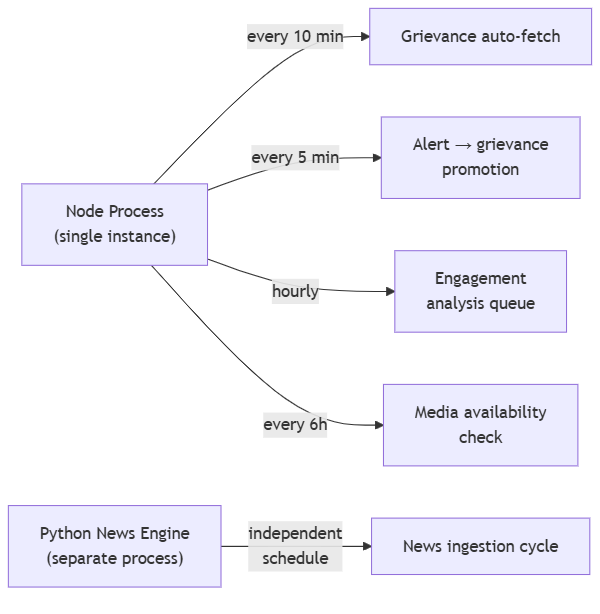 every 10 min
Grievance auto-fetch
every 5 min
Alert → grievance
promotion
Node Process
(single instance)
hourly
Engagement
analysis queue
every 6h
Media availability
check
Python News Engine
(separate process)
independent
schedule
News ingestion cycle